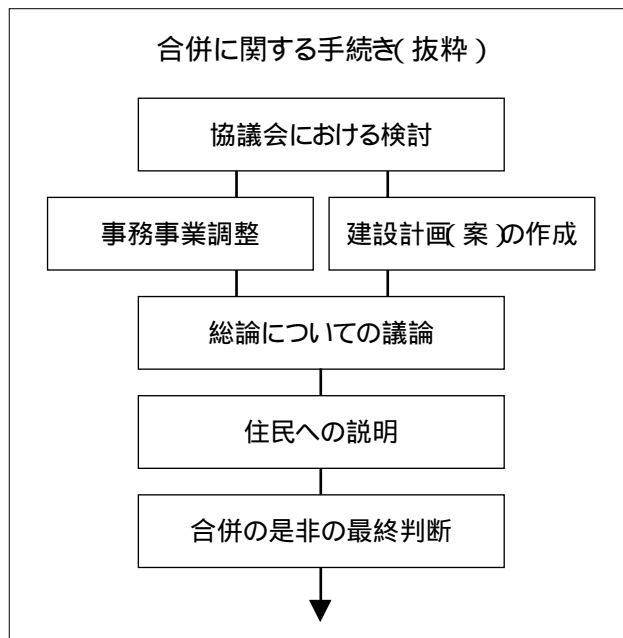 合併に関する手続き(抜粋)
協議会における検討
事務事業調整
建設計画(案)の作成
総論についての議論
住民への説明
合併の是非の最終判断